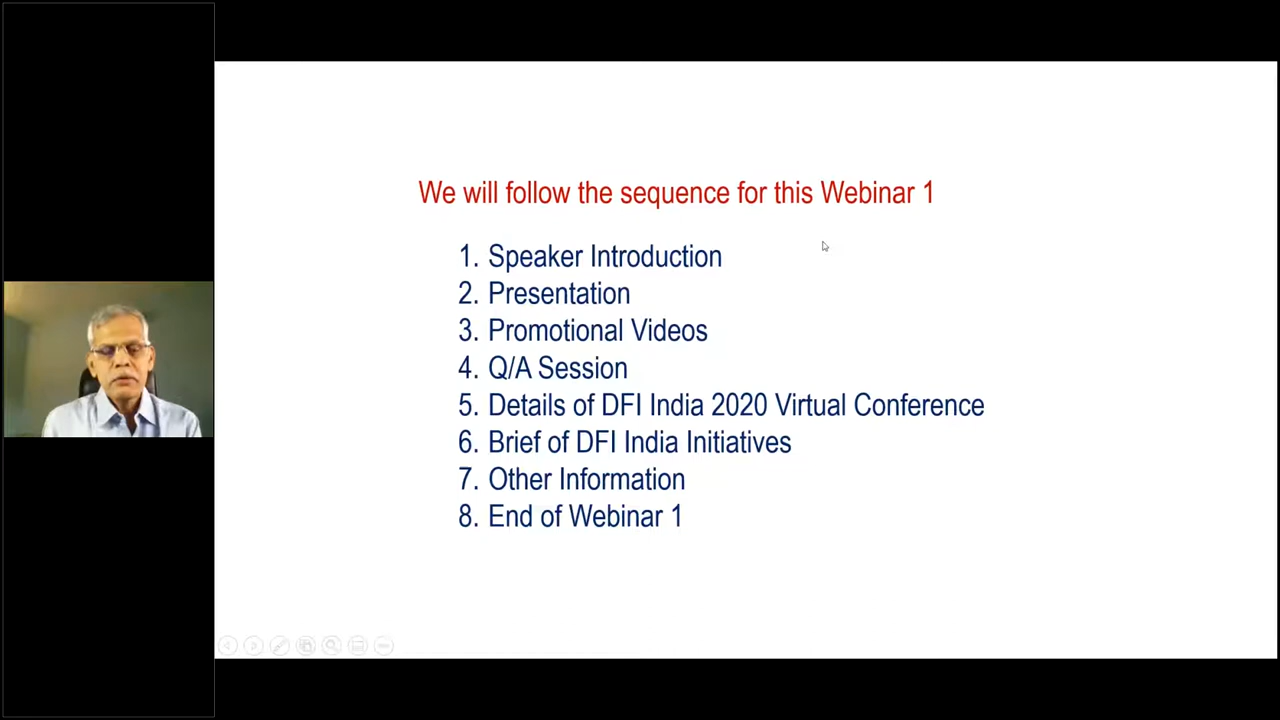 We will follow the sequence for this Webinar 1
1. Speaker Introduction
2. Presentation
3. Promotional Videos
4. Q/A Session
5. Details of DFI India 2020 Virtual Conference
6. Brief of DFI India Initiatives
7. Other Information
8. End of Webinar 1